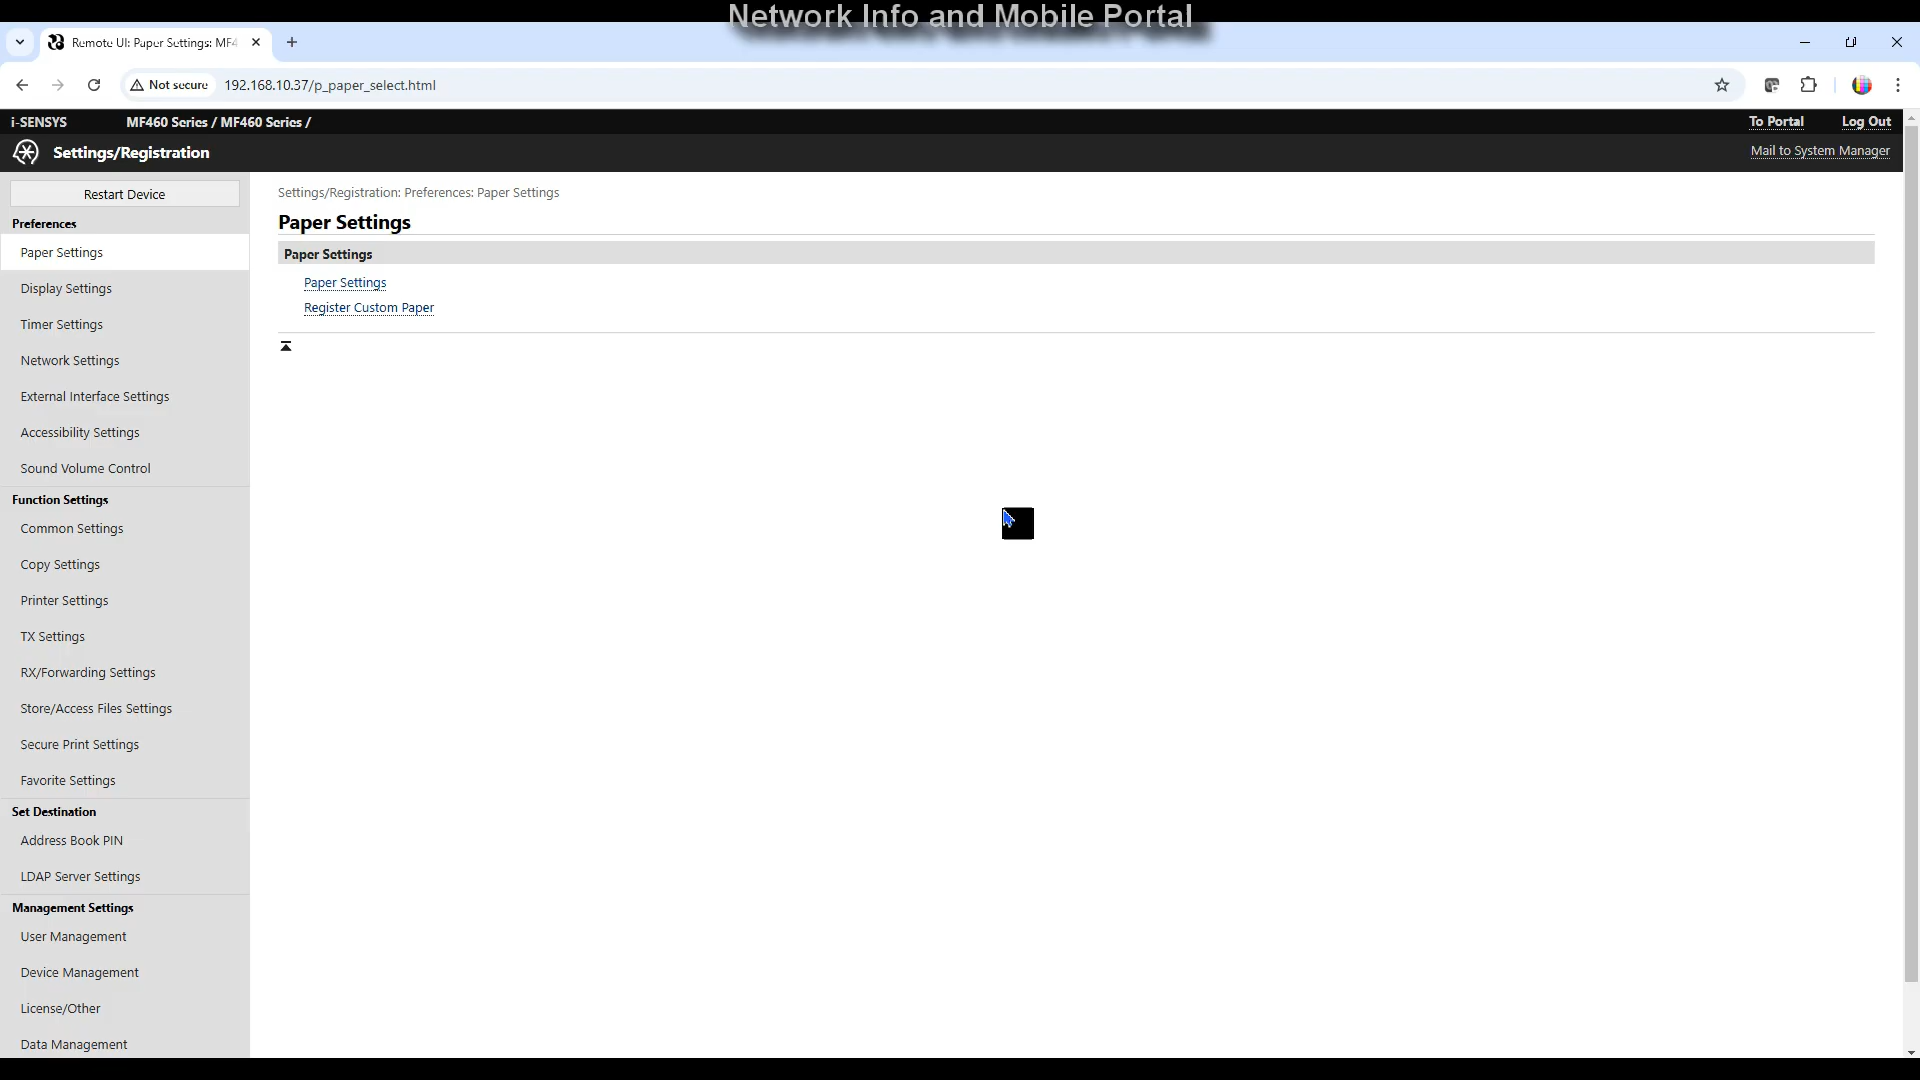 Network Info and Mobile Portal
Remote UI: Paper Settings: MF4
Not secure
192.168.10.37/p_paper_select.html
i-SENSYS
MF460 Series / MF460 Series /
To Portal
Log Out
Settings/Registration
Mail to System Manager
Restart Device
Preferences
Paper Settings
Display Settings
Timer Settings
Network Settings
External Interface Settings
Accessibility Settings
Sound Volume Control
Function Settings
Common Settings
Copy Settings
Printer Settings
TX Settings
RX/Forwarding Settings
Store/Access Files Settings
Secure Print Settings
Favorite Settings
Set Destination
Address Book PIN
LDAP Server Settings
Management Settings
User Management
Device Management
License/Other
Data Management
Settings/Registration: Preferences: Paper Settings
Paper Settings
Paper Settings
Paper Settings
Register Custom Paper